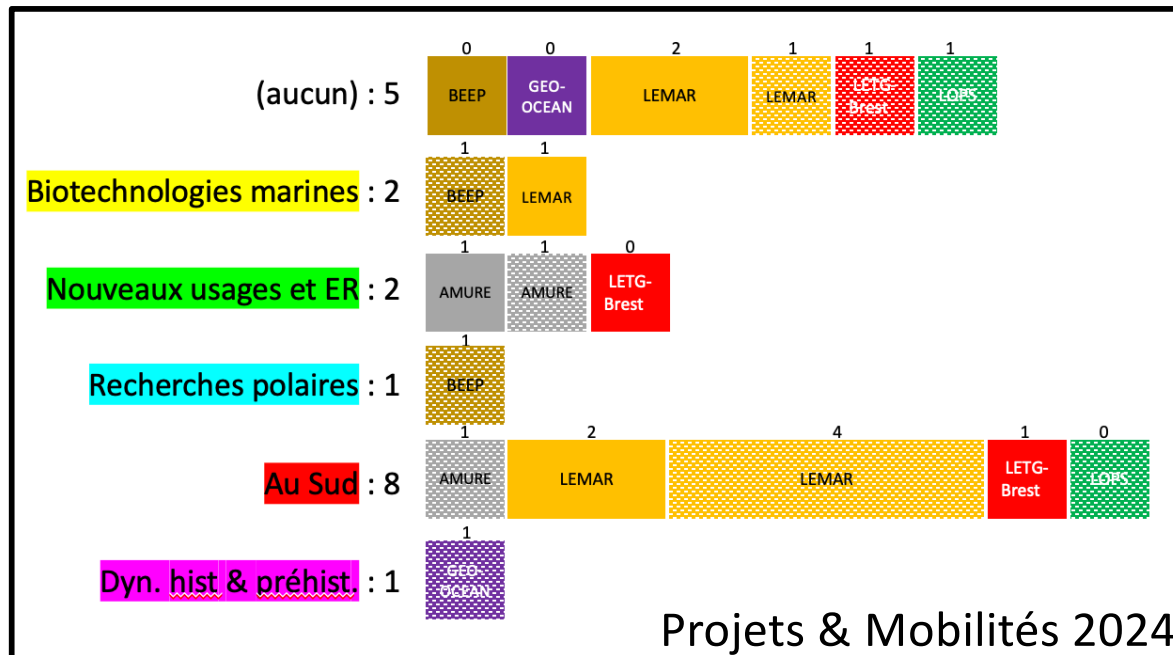 0 0 2 1 1 1
(aucun) : 5 BEEP GEO-OCEAN LEMAR LEMAR LETG-Brest LOPS
1 1
Biotechnologies marines : 2 BEEP LEMAR
1 1 0
Nouveaux usages et ER : 2 AMURE AMURE LETG-Brest
1
Recherches polaires : 1 BEEP
1 2 4 1 0
Au Sud : 8 AMURE LEMAR LEMAR LETG-Brest LOPS
1
Dyn. hist & préhist. : 1 GEO-OCEAN
Projets & Mobilités 2024